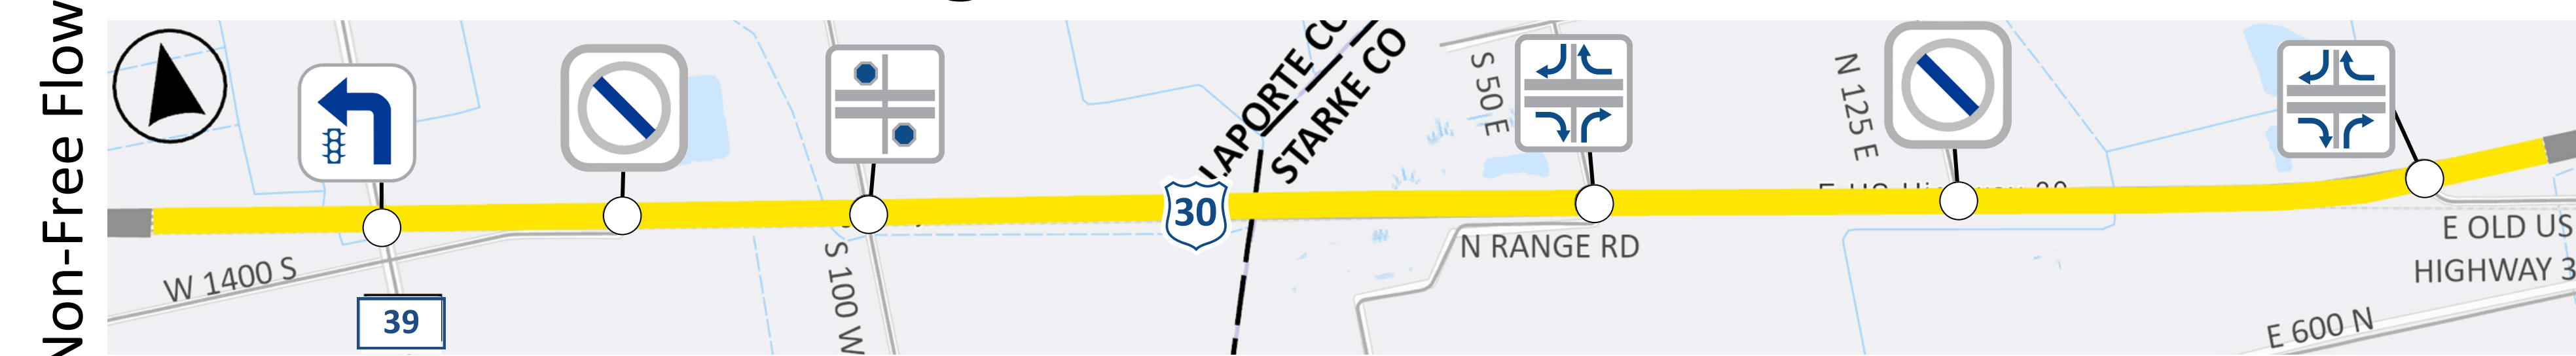 Non-Free Flow
LAPORTE CO
STARKE CO
S 50 E
N 125 E
30
N RANGE RD
W 1400 S
S 100 W
39
E OLD US
HIGHWAY 3
E 600 N